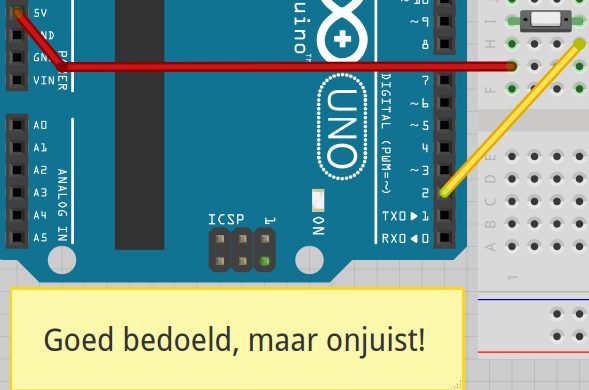 5V
GND
GND
VIN
POWER
A0
A1
A2
A3
A4
A5
ANALOG IN
ICSP
1
ON
uino
TM
UNO
DIGITAL (PWM=~)
~9
8
7
~6
~5
4
~3
2
TX0▶1
RX0◀0
I
H
F
E
D
C
B
A
1
Goed bedoeld, maar onjuist!